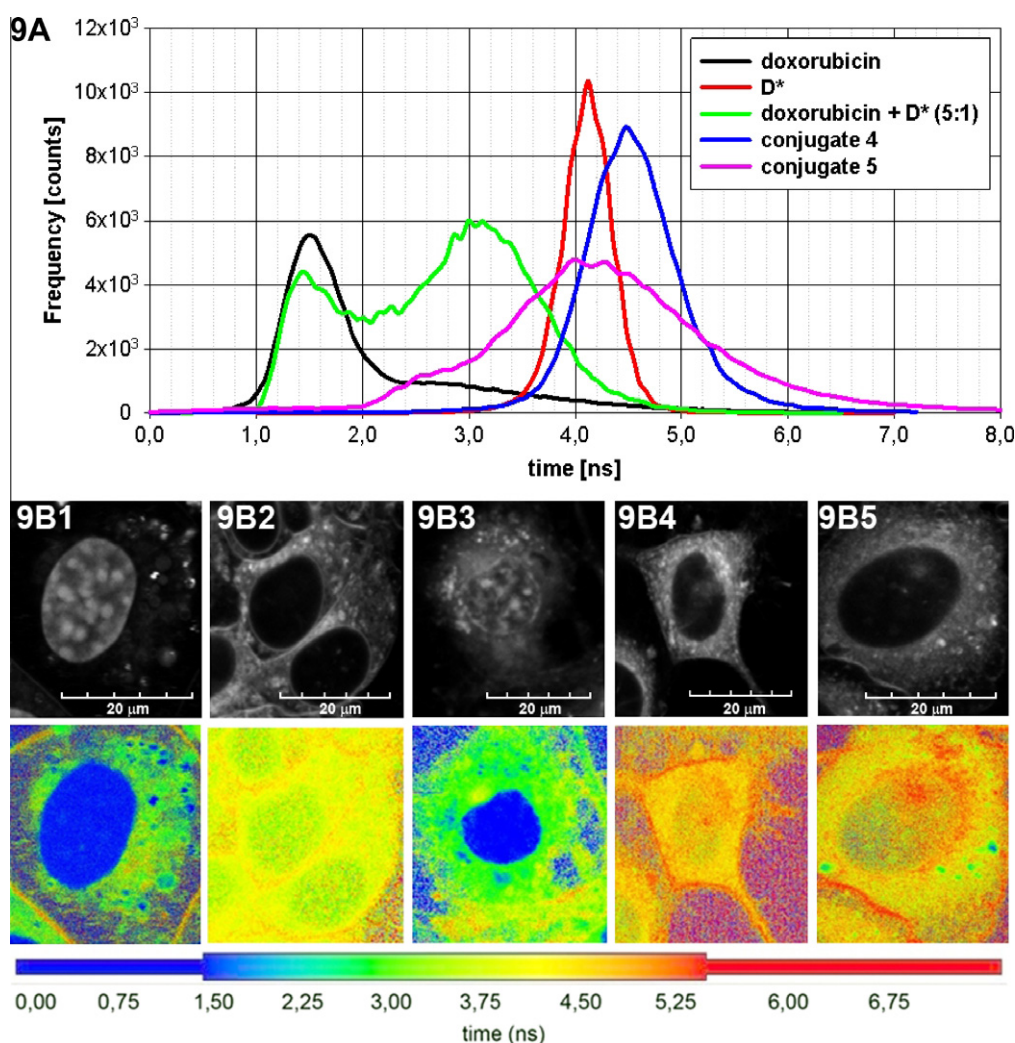 9A
12x10³
10x10³
8x10³
6x10³
4x10³
2x10³
0
Frequency [counts]
doxorubicin
D*
doxorubicin + D* (5:1)
conjugate 4
conjugate 5
0,0 1,0 2,0 3,0 4,0 5,0 6,0 7,0 8,0
time [ns]
9B1 9B2 9B3 9B4 9B5
20 µm 20 µm 20 µm 20 µm 20 µm
0,00 0,75 1,50 2,25 3,00 3,75 4,50 5,25 6,00 6,75
time (ns)